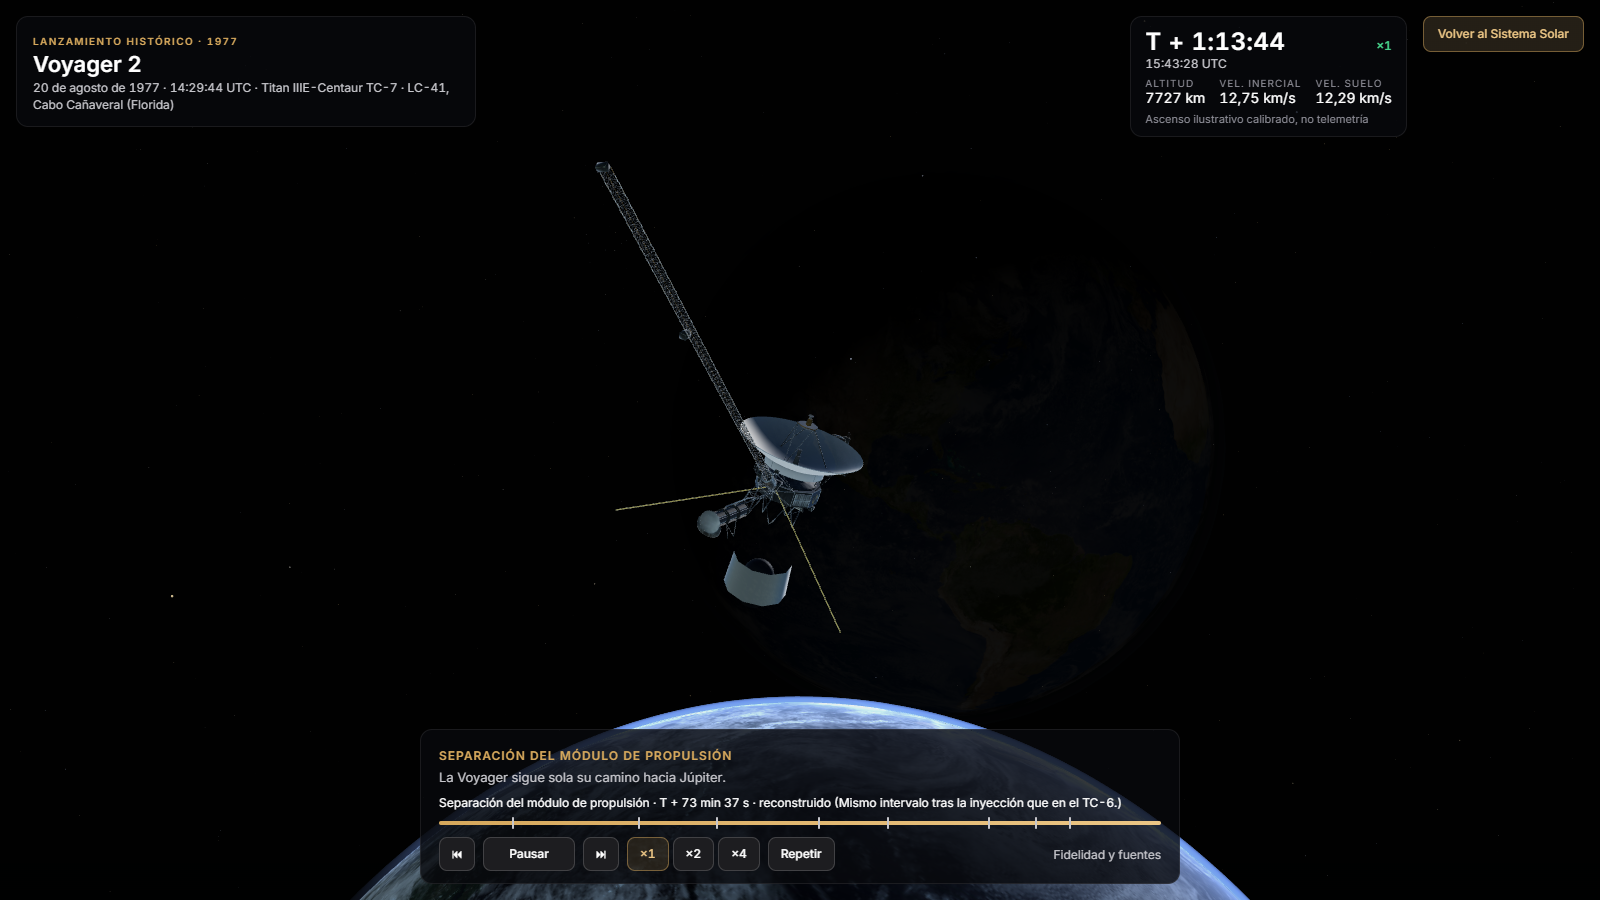 LANZAMIENTO HISTÓRICO · 1977
Voyager 2
20 de agosto de 1977 · 14:29:44 UTC · Titan IIIE-Centaur TC-7 · LC-41,
Cabo Cañaveral (Florida)
T + 1:13:44
×1
15:43:28 UTC
ALTITUD VEL. INERCIAL VEL. SUELO
7727 km 12,75 km/s 12,29 km/s
Ascenso ilustrativo calibrado, no telemetría
Volver al Sistema Solar
SEPARACIÓN DEL MÓDULO DE PROPULSIÓN
La Voyager sigue sola su camino hacia Júpiter.
Separación del módulo de propulsión · T + 73 min 37 s · reconstruido (Mismo intervalo tras la inyección que en el TC-6.)
⏮ Pausar ⏭ ×1 ×2 ×4 Repetir Fidelidad y fuentes